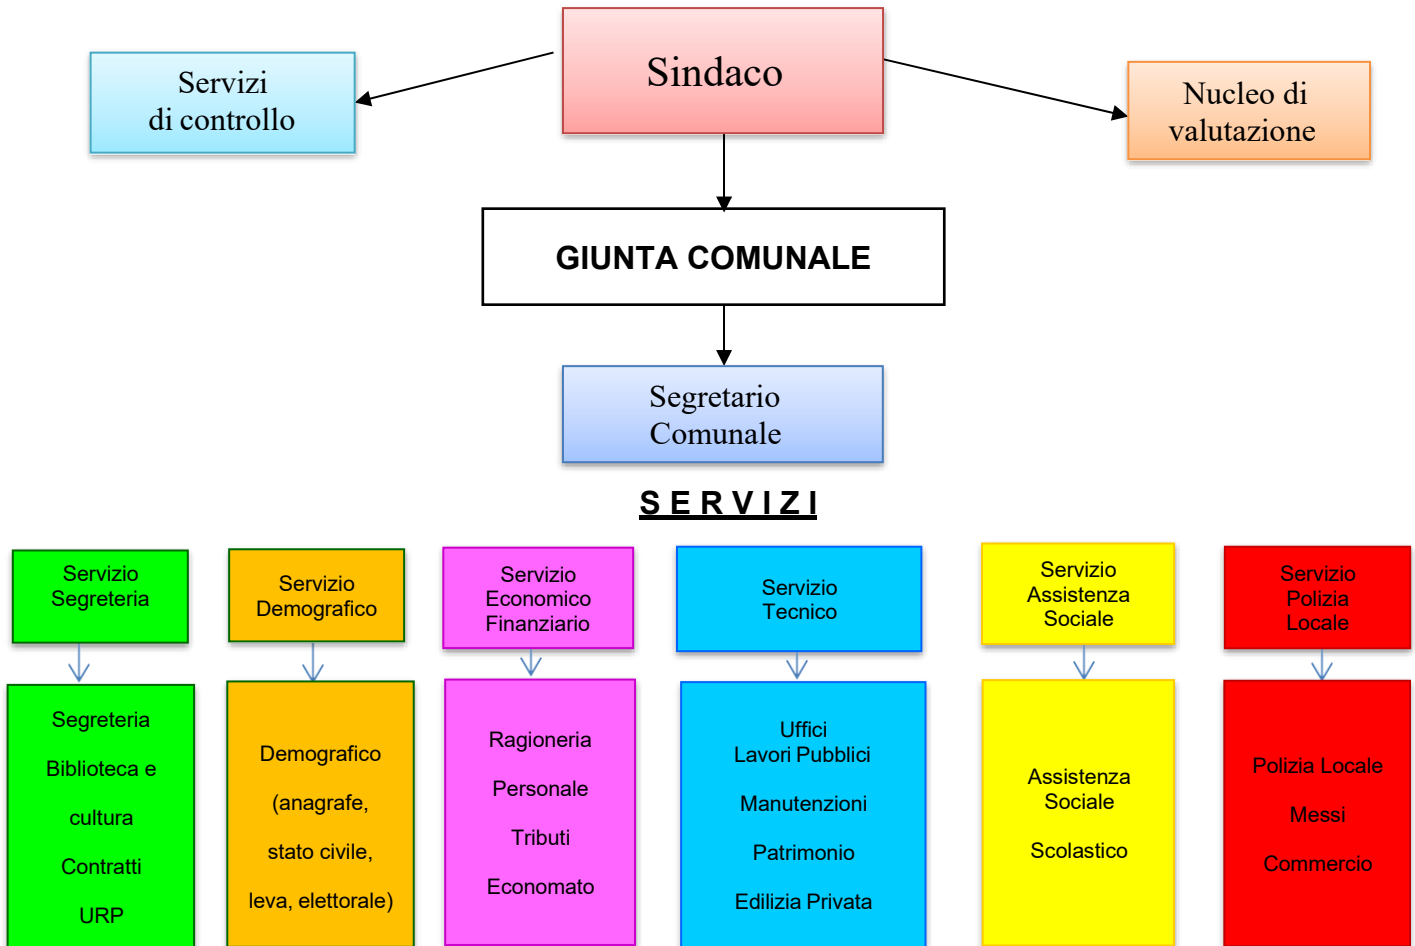 Sindaco
Servizi
di controllo
Nucleo di
valutazione
GIUNTA COMUNALE
Segretario
Comunale
S E R V I Z I
Servizio
Segreteria
Servizio
Demografico
Servizio
Economico
Finanziario
Servizio
Tecnico
Servizio
Assistenza
Sociale
Servizio
Polizia
Locale
Segreteria
Biblioteca e
cultura
Contratti
URP
Demografico
(anagrafe,
stato civile,
leva, elettorale)
Ragioneria
Personale
Tributi
Economato
Uffici
Lavori Pubblici
Manutenzioni
Patrimonio
Edilizia Privata
Assistenza
Sociale
Scolastico
Polizia Locale
Messi
Commercio